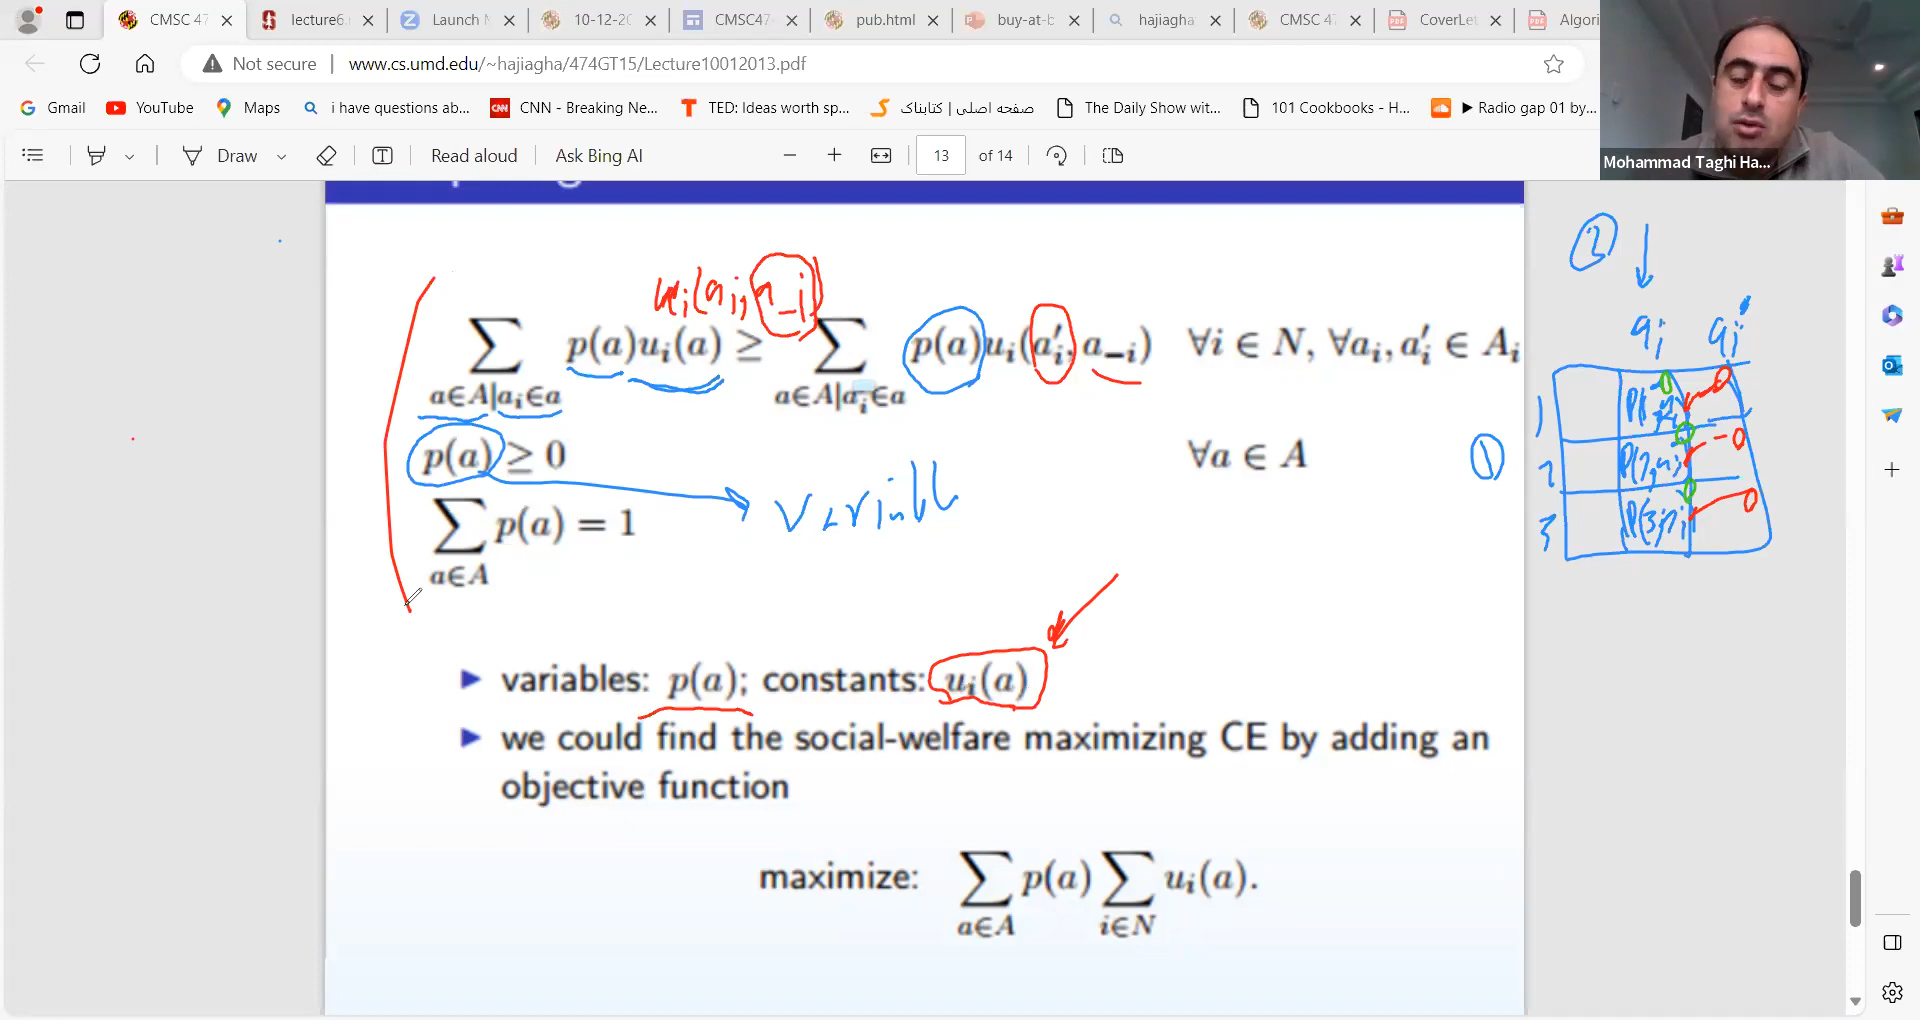 CMSC 47
lecture6.r
Launch M
10-12-20
CMSC47
pub.html
buy-at-b
hajiagha
CMSC 47
CoverLet
Algori
Not secure | www.cs.umd.edu/~hajiagha/474GT15/Lecture10012013.pdf
Gmail YouTube Maps i have questions ab... CNN - Breaking Ne... TED: Ideas worth sp... صفحه اصلی | کتابناک The Daily Show wit... 101 Cookbooks - H... ▶ Radio gap 01 by...
Draw Read aloud Ask Bing AI 13 of 14
Mohammad Taghi Ha...
u_i(a_i, a_-i)
∑ a∈A|a_i∈a p(a)u_i(a) ≥ ∑ a∈A|a_i∈a p(a)u_i(a'_i, a_−i) ∀i ∈ N, ∀a_i, a'_i ∈ A_i
p(a) ≥ 0 ∀a ∈ A
∑ a∈A p(a) = 1
variable
② a_i a_i'
①
1
2
3
▶ variables: p(a); constants: u_i(a)
▶ we could find the social-welfare maximizing CE by adding an
objective function
maximize: ∑ a∈A p(a) ∑ i∈N u_i(a).